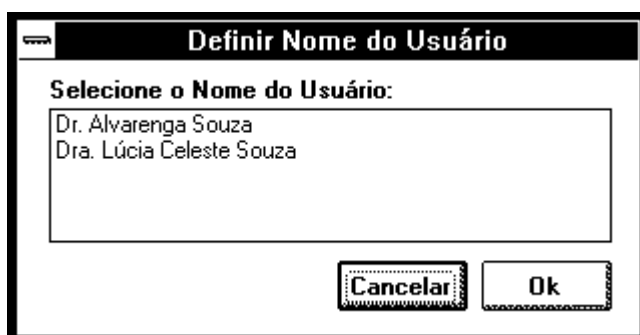 Definir Nome do Usuário
Selecione o Nome do Usuário:
Dr. Alvarenga Souza
Dra. Lúcia Celeste Souza
Cancelar Ok